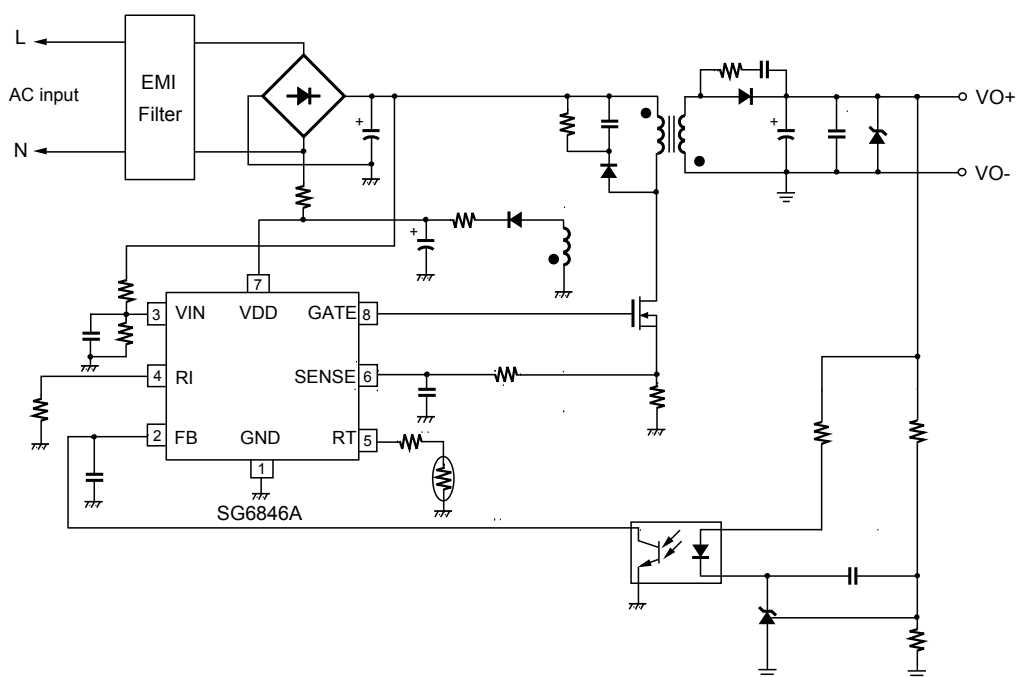 L
AC input
N
EMI
Filter
+
+
+
VO+
VO-
7
3 VIN VDD GATE 8
4 RI SENSE 6
2 FB GND RT 5
1
SG6846A